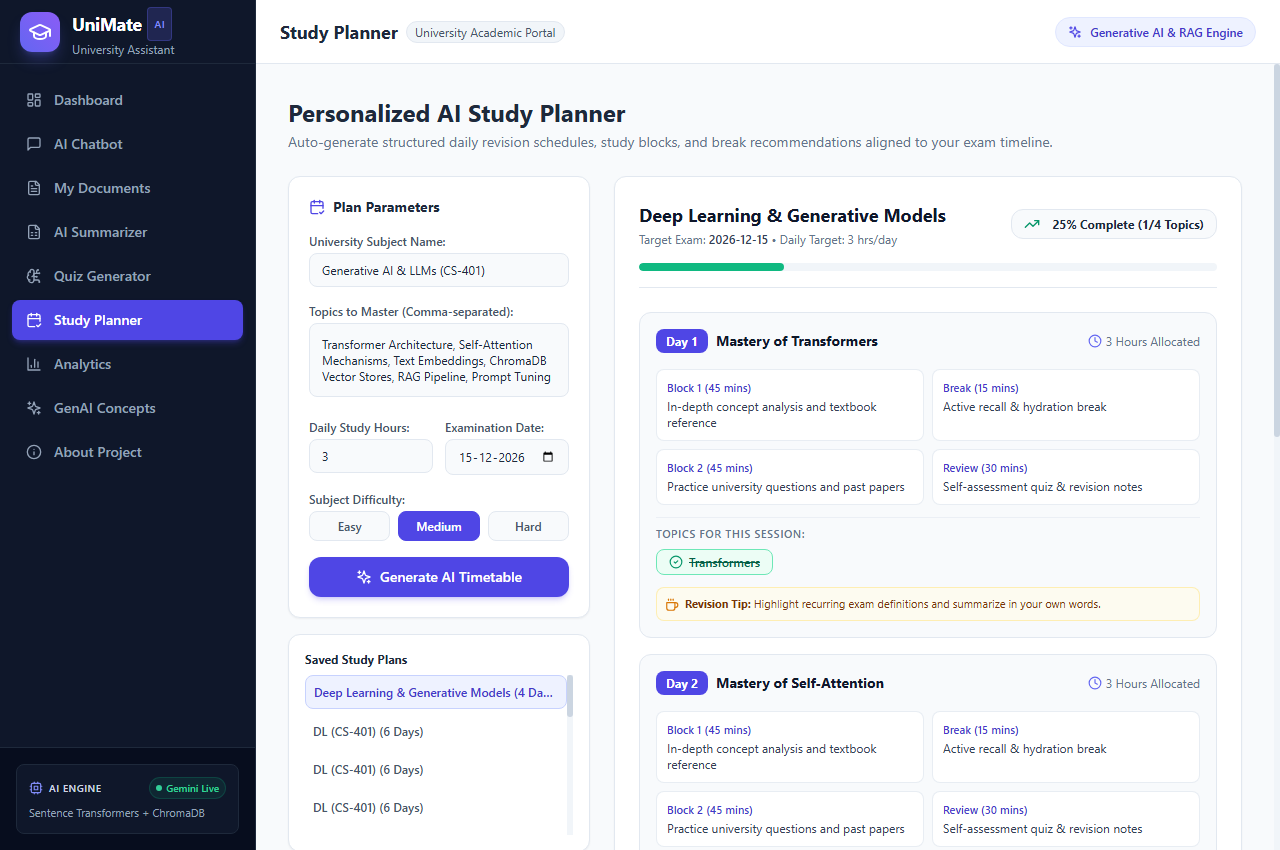 UniMate AI
University Assistant
Dashboard
AI Chatbot
My Documents
AI Summarizer
Quiz Generator
Study Planner
Analytics
GenAI Concepts
About Project
AI ENGINE
Gemini Live
Sentence Transformers + ChromaDB
Study Planner
University Academic Portal
Generative AI & RAG Engine
Personalized AI Study Planner
Auto-generate structured daily revision schedules, study blocks, and break recommendations aligned to your exam timeline.
Plan Parameters
University Subject Name:
Generative AI & LLMs (CS-401)
Topics to Master (Comma-separated):
Transformer Architecture, Self-Attention
Mechanisms, Text Embeddings, ChromaDB
Vector Stores, RAG Pipeline, Prompt Tuning
Daily Study Hours:
3
Examination Date:
15-12-2026
Subject Difficulty:
Easy
Medium
Hard
Generate AI Timetable
Saved Study Plans
Deep Learning & Generative Models (4 Da...
DL (CS-401) (6 Days)
DL (CS-401) (6 Days)
DL (CS-401) (6 Days)
Deep Learning & Generative Models
Target Exam: 2026-12-15 • Daily Target: 3 hrs/day
25% Complete (1/4 Topics)
Day 1
Mastery of Transformers
3 Hours Allocated
Block 1 (45 mins)
In-depth concept analysis and textbook
reference
Break (15 mins)
Active recall & hydration break
Block 2 (45 mins)
Practice university questions and past papers
Review (30 mins)
Self-assessment quiz & revision notes
TOPICS FOR THIS SESSION:
Transformers
Revision Tip: Highlight recurring exam definitions and summarize in your own words.
Day 2
Mastery of Self-Attention
3 Hours Allocated
Block 1 (45 mins)
In-depth concept analysis and textbook
reference
Break (15 mins)
Active recall & hydration break
Block 2 (45 mins)
Practice university questions and past papers
Review (30 mins)
Self-assessment quiz & revision notes